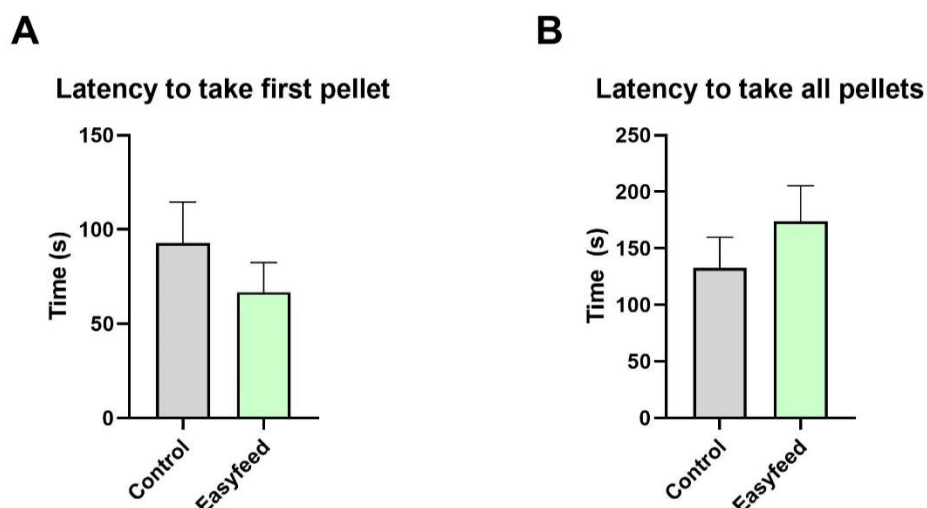 A
Latency to take first pellet
150
100
50
0
Time (s)
Control
Easyfeed
B
Latency to take all pellets
250
200
150
100
50
0
Time (s)
Control
Easyfeed